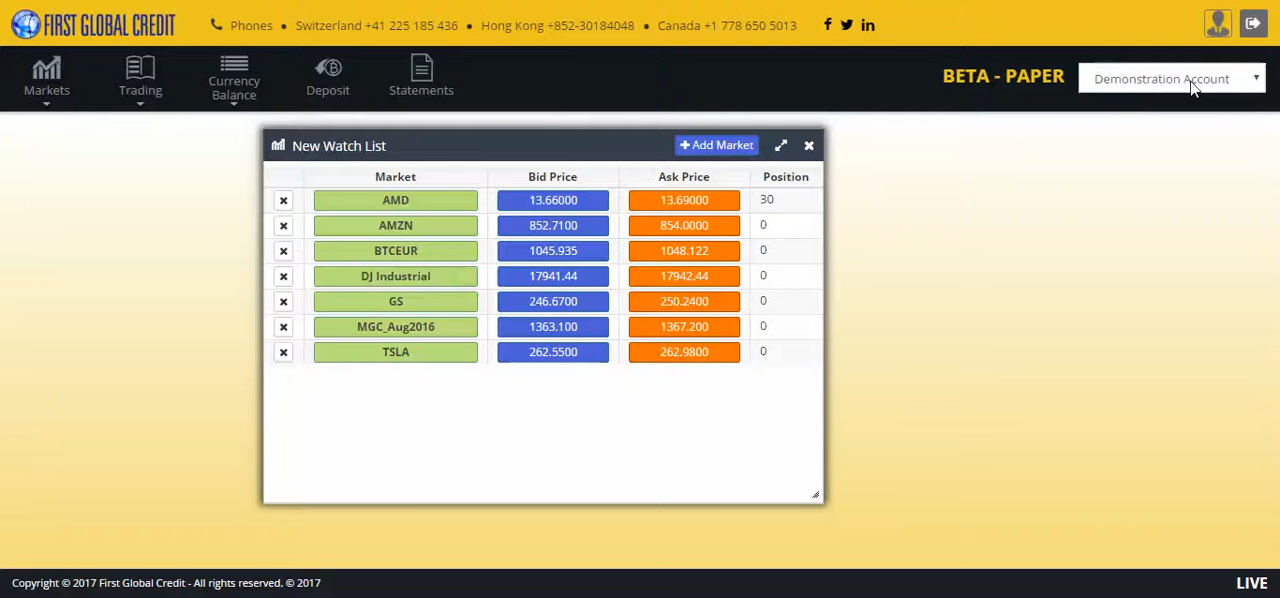 FIRST GLOBAL CREDIT
Phones • Switzerland +41 225 185 436 • Hong Kong +852-30184048 • Canada +1 778 650 5013
Markets Trading Currency Balance Deposit Statements
BETA - PAPER Demonstration Account
New Watch List + Add Market
Market Bid Price Ask Price Position
AMD 13.66000 13.69000 30
AMZN 852.7100 854.0000 0
BTCEUR 1045.935 1048.122 0
DJ Industrial 17941.44 17942.44 0
GS 246.6700 250.2400 0
MGC_Aug2016 1363.100 1367.200 0
TSLA 262.5500 262.9800 0
Copyright © 2017 First Global Credit - All rights reserved. © 2017 LIVE